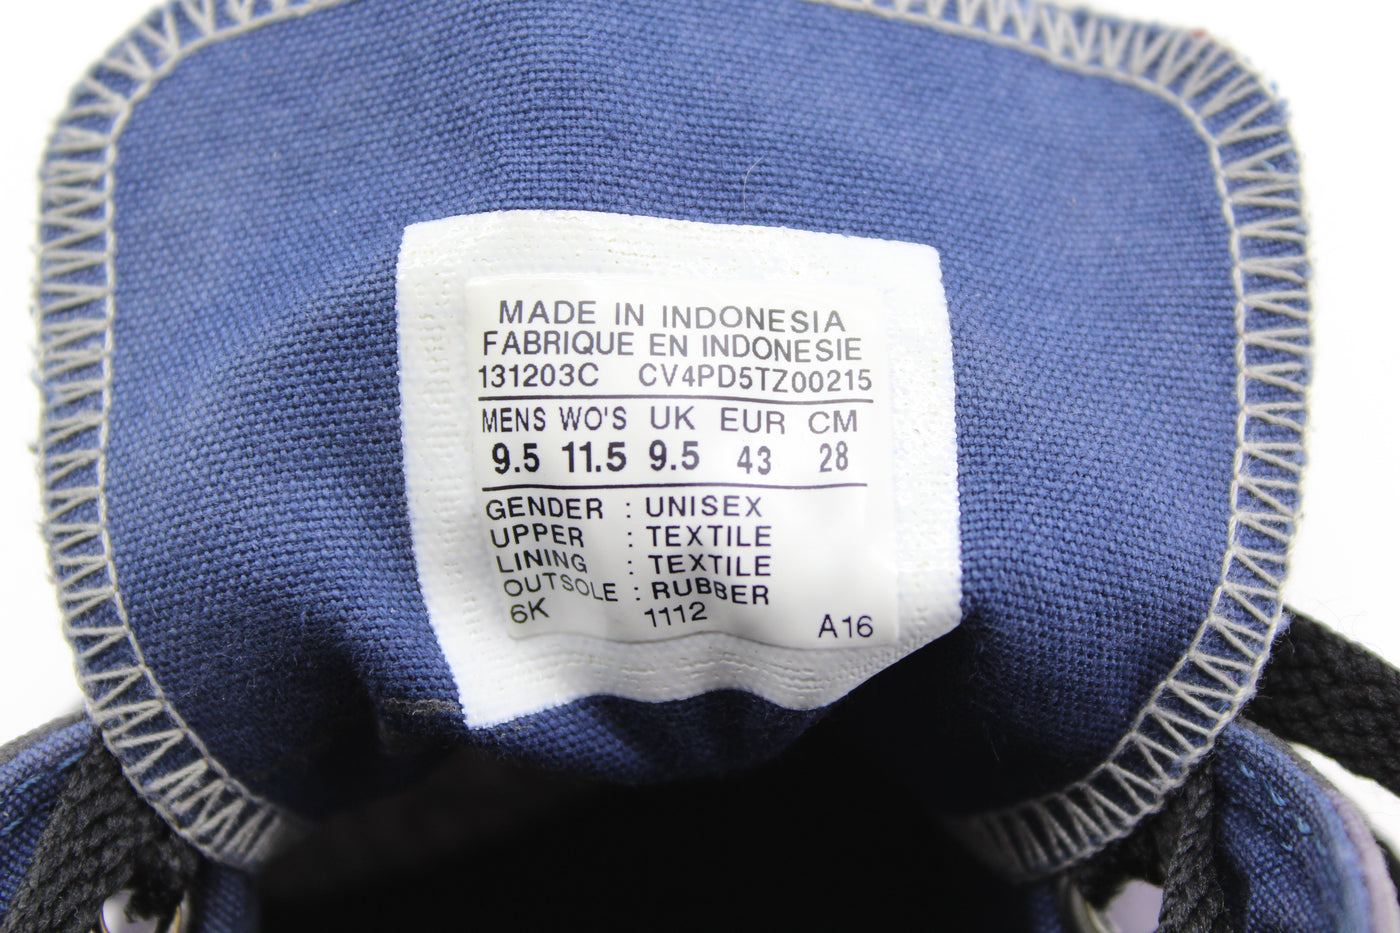 MADE IN INDONESIA
FABRIQUE EN INDONESIE
131203C CV4PD5TZ00215
MENS WO'S UK EUR CM
9.5 11.5 9.5 43 28
GENDER : UNISEX
UPPER : TEXTILE
LINING : TEXTILE
OUTSOLE : RUBBER
6K 1112 A16